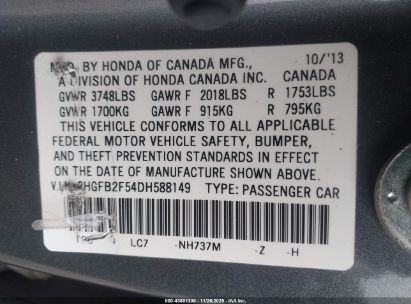 MFD. BY HONDA OF CANADA MFG., 10/'13
A DIVISION OF HONDA CANADA INC. CANADA
GVWR 3748LBS GAWR F 2018LBS R 1753LBS
GVWR 1700KG GAWR F 915KG R 795KG
THIS VEHICLE CONFORMS TO ALL APPLICABLE
FEDERAL MOTOR VEHICLE SAFETY, BUMPER,
AND THEFT PREVENTION STANDARDS IN EFFECT
ON THE DATE OF MANUFACTURE SHOWN ABOVE.
2HGFB2F54DH588149 TYPE: PASSENGER CAR
LC7 -NH737M -Z -H